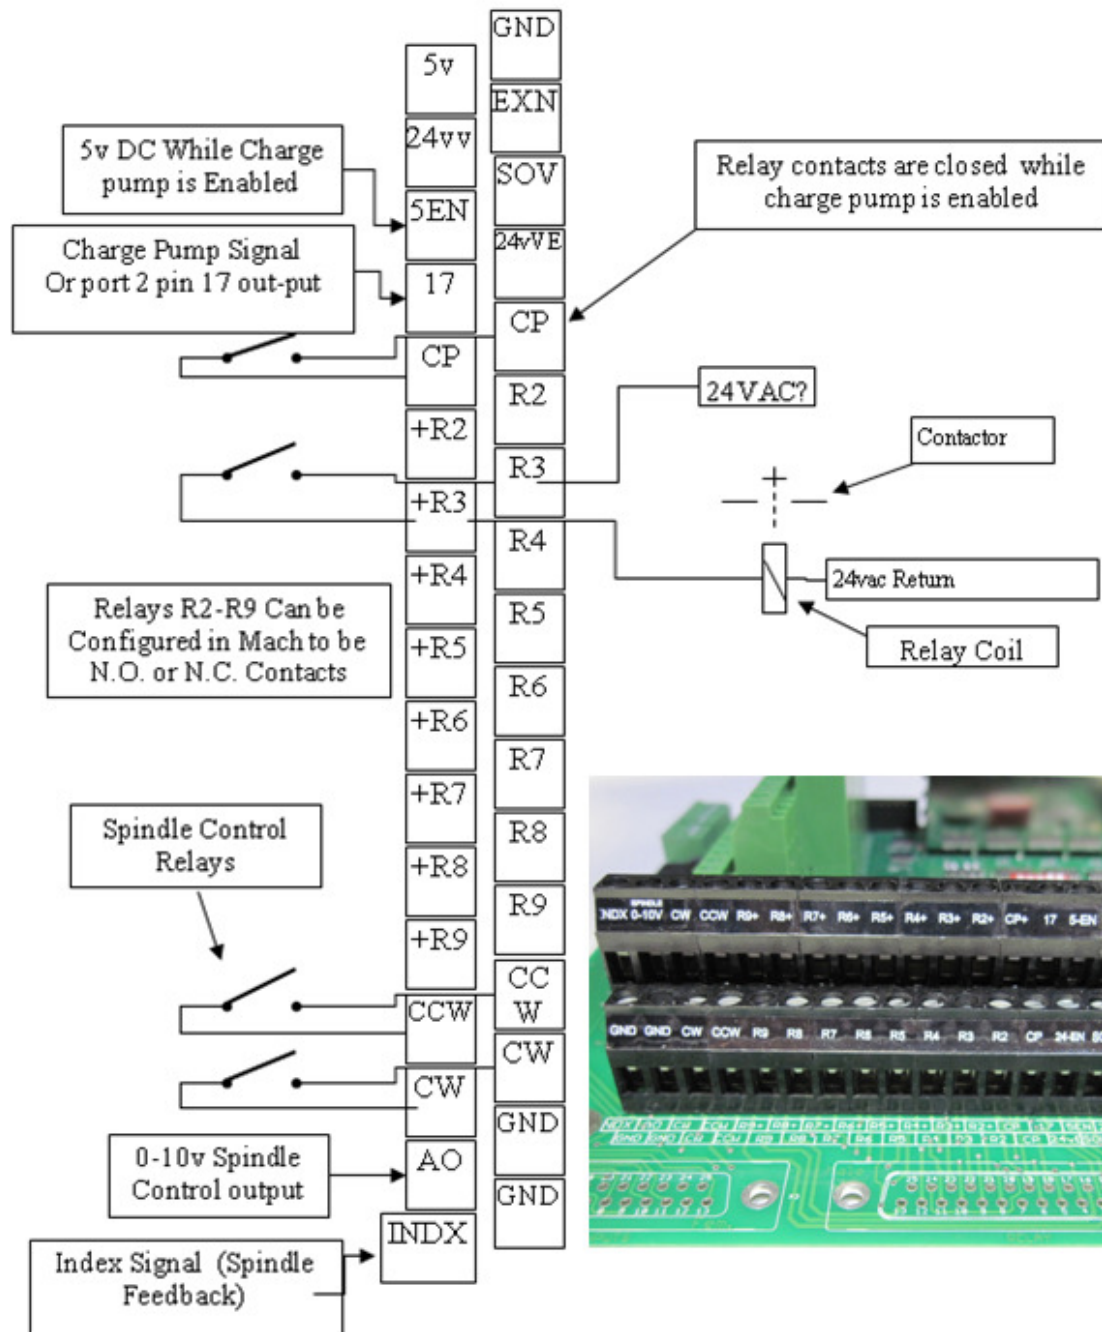 GND
5v
EXN
24vv
5v DC While Charge
pump is Enabled
SOV
Relay contacts are closed while
charge pump is enabled
5EN
24vVE
Charge Pump Signal
Or port 2 pin 17 out-put
17
CP
CP
R2
24VAC?
+R2
Contactor
R3
+R3
R4
+R4
24vac Return
Relays R2-R9 Can be
Configured in Mach to be
N.O. or N.C. Contacts
R5
+R5
Relay Coil
R6
+R6
R7
+R7
Spindle Control
Relays
R8
+R8
R9
+R9
CC
W
CCW
CW
CW
GND
0-10v Spindle
Control output
AO
GND
INDX
Index Signal (Spindle
Feedback)
SPINDLE
INDX 0-10V CW CCW R9+ R8+ R7+ R6+ R5+ R4+ R3+ R2+ CP+ 17 5-EN
GND GND CW CCW R9 R8 R7 R6 R5 R4 R3 R2 CP 24-EN